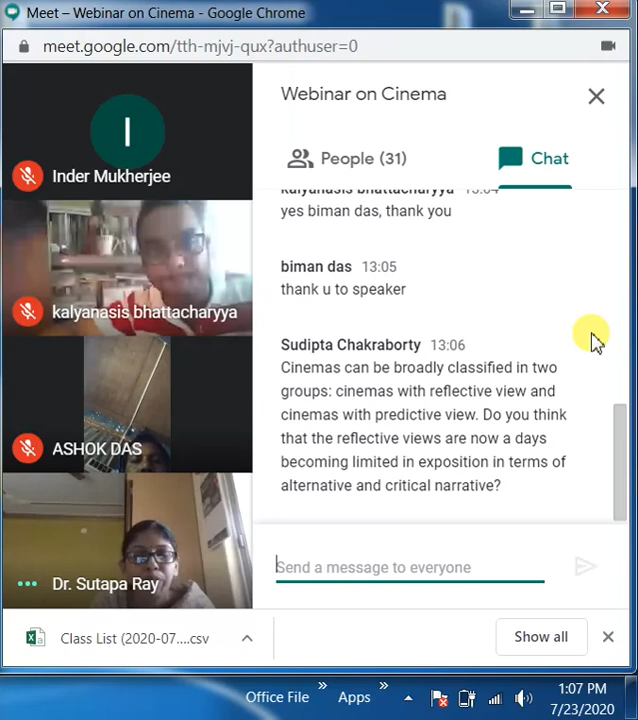 Meet – Webinar on Cinema - Google Chrome
meet.google.com/tth-mjvj-qux?authuser=0
I
Inder Mukherjee
kalyanasis bhattacharyya
ASHOK DAS
Dr. Sutapa Ray
Webinar on Cinema
People (31)
Chat
kalyanasis bhattacharyya 13:04
yes biman das, thank you
biman das 13:05
thank u to speaker
Sudipta Chakraborty 13:06
Cinemas can be broadly classified in two
groups: cinemas with reflective view and
cinemas with predictive view. Do you think
that the reflective views are now a days
becoming limited in exposition in terms of
alternative and critical narrative?
Send a message to everyone
Class List (2020-07....csv
Show all
Office File » Apps »
1:07 PM
7/23/2020